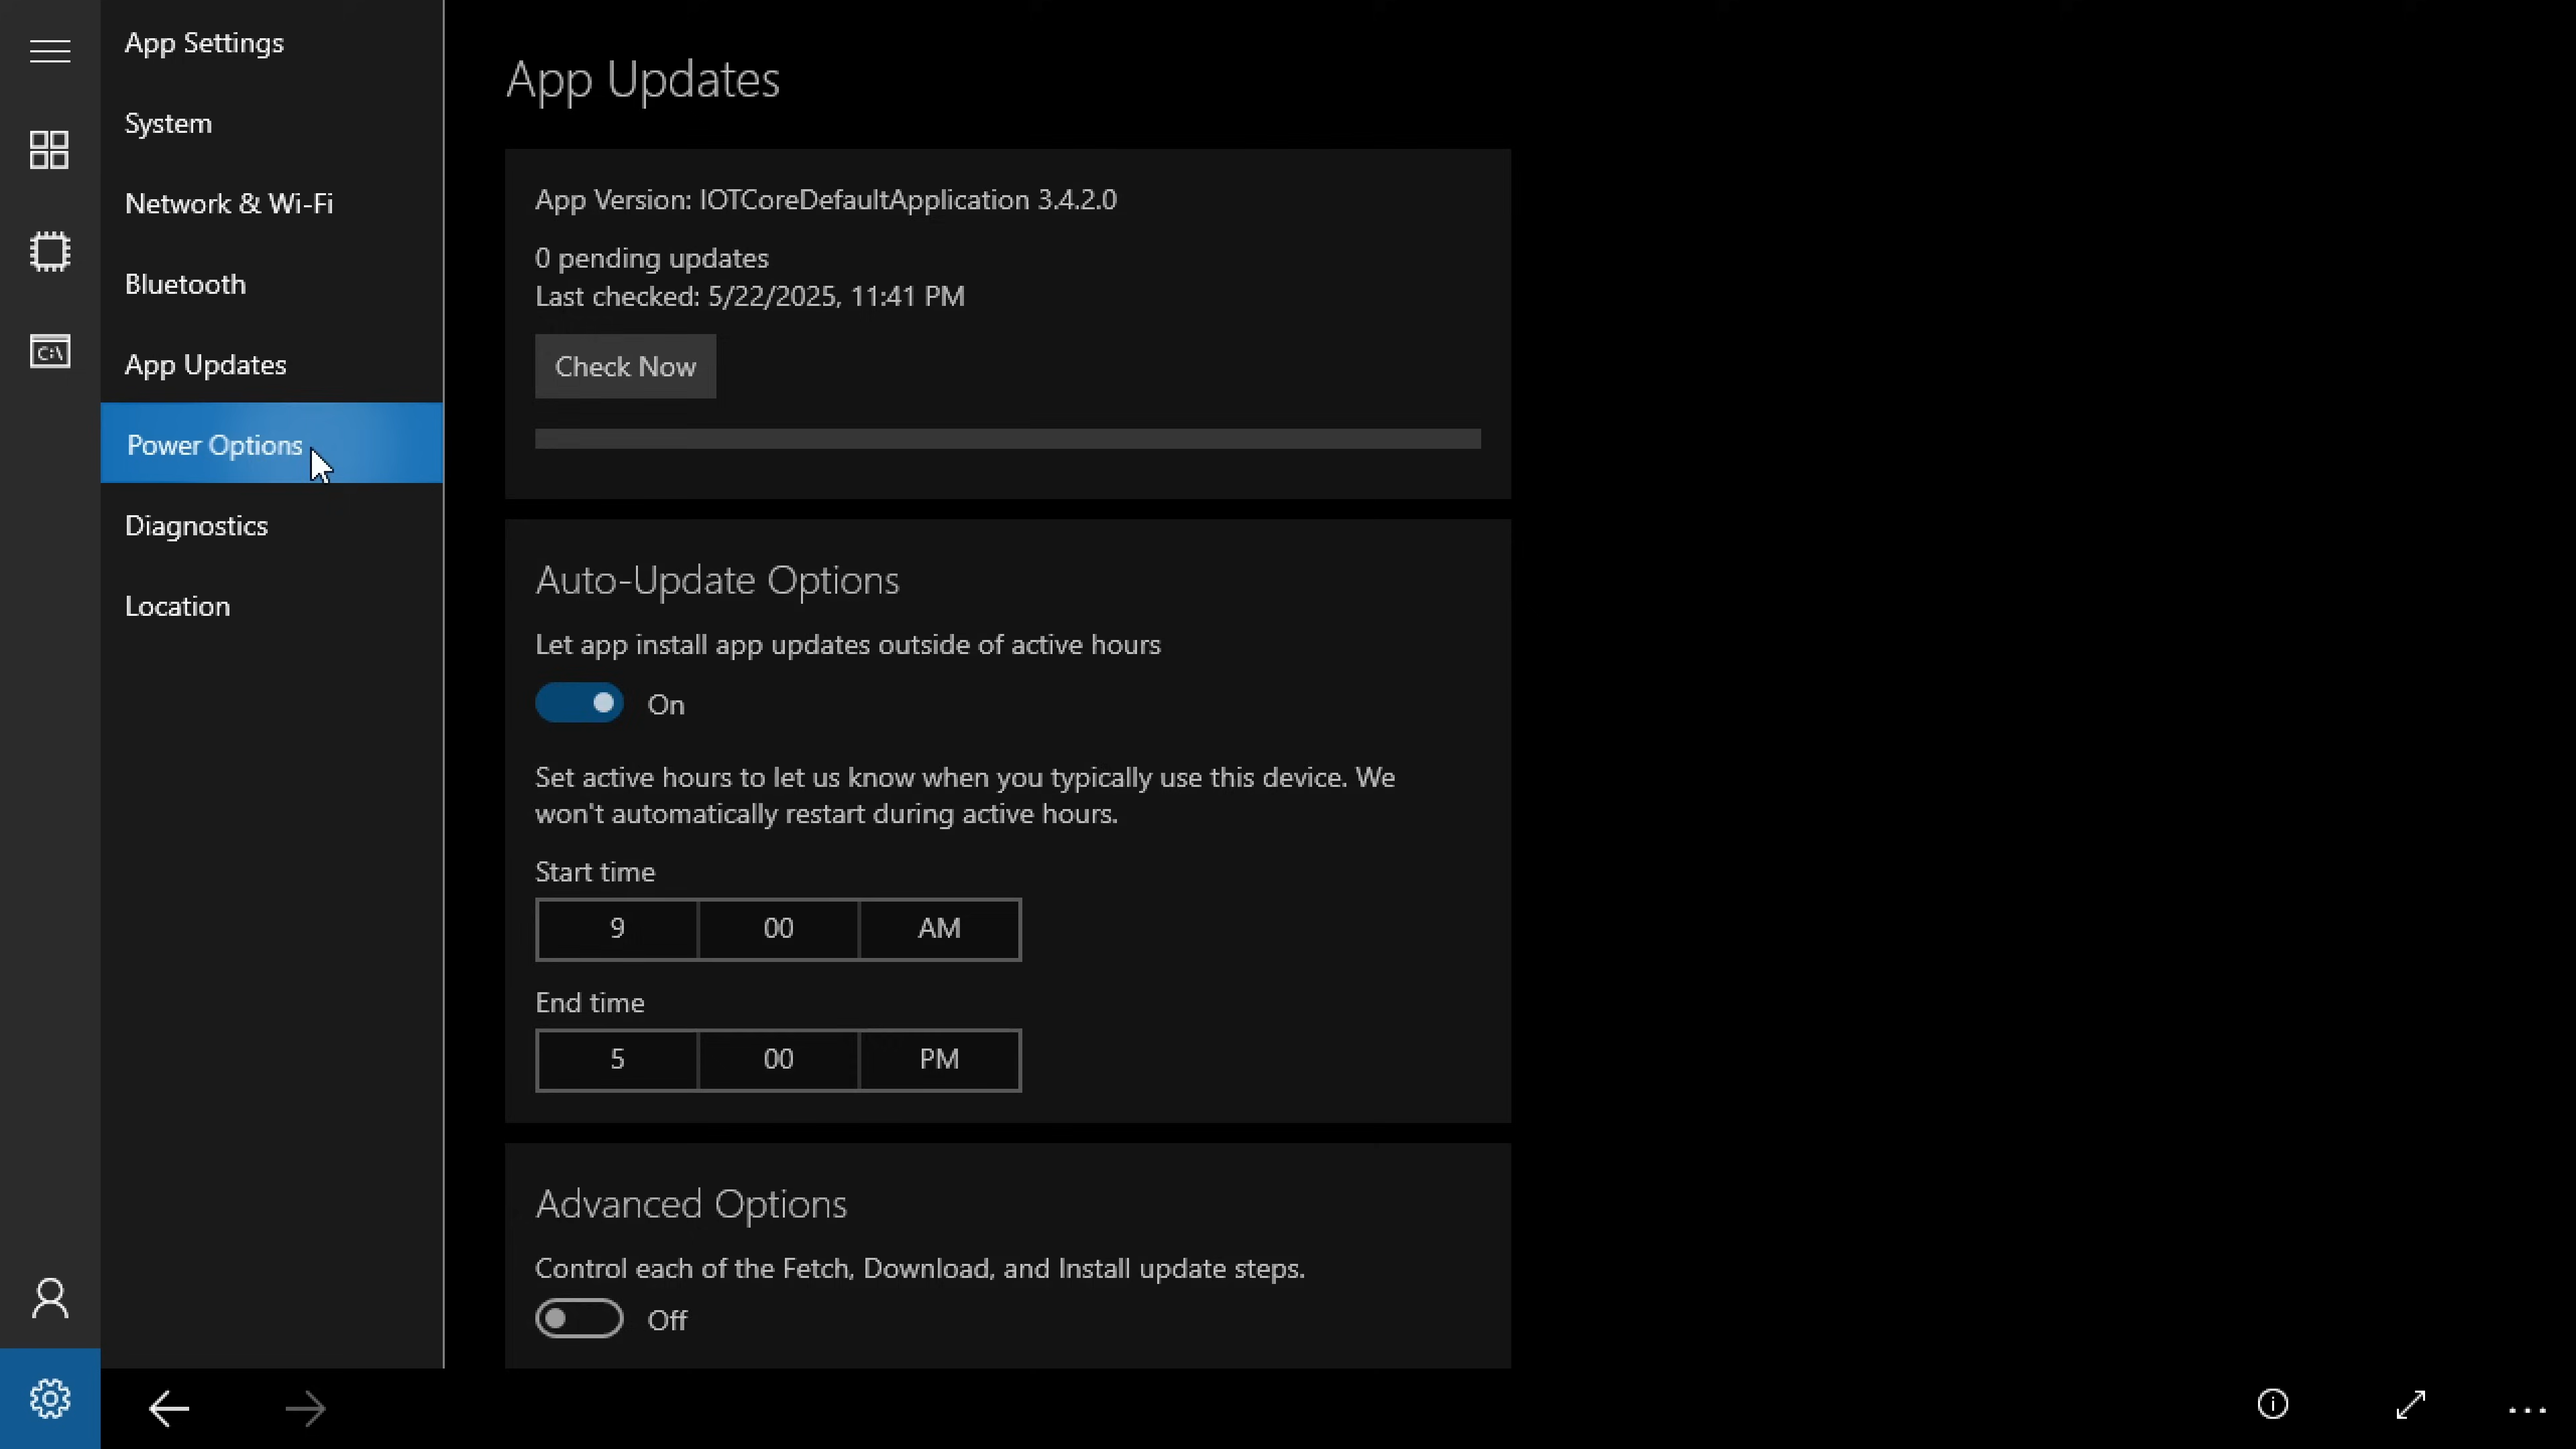 App Settings
System
Network & Wi-Fi
Bluetooth
App Updates
Power Options
Diagnostics
Location
C:\
App Updates
App Version: IOTCoreDefaultApplication 3.4.2.0
0 pending updates
Last checked: 5/22/2025, 11:41 PM
Check Now
Auto-Update Options
Let app install app updates outside of active hours
On
Set active hours to let us know when you typically use this device. We
won't automatically restart during active hours.
Start time
9 00 AM
End time
5 00 PM
Advanced Options
Control each of the Fetch, Download, and Install update steps.
Off